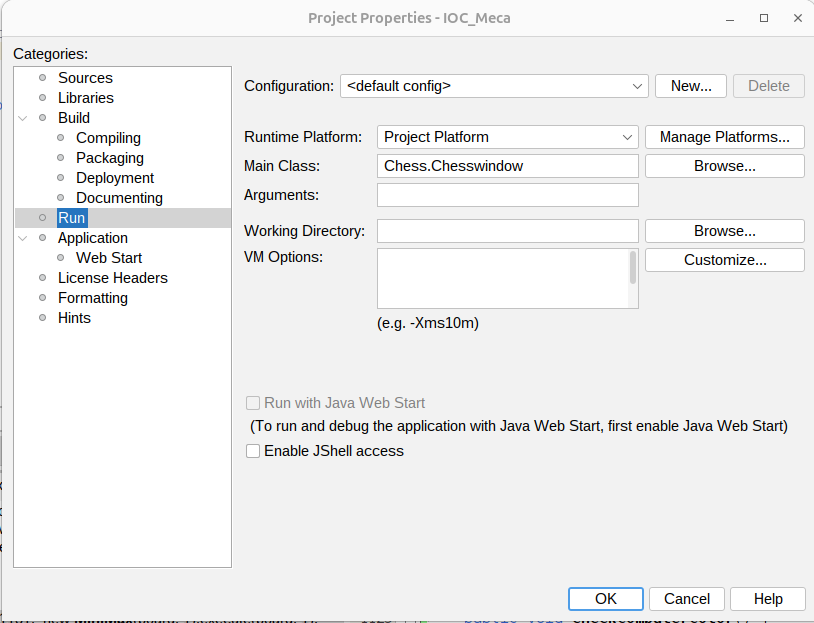 Project Properties - IOC_Meca
Categories:
Sources
Libraries
Build
Compiling
Packaging
Deployment
Documenting
Run
Application
Web Start
License Headers
Formatting
Hints
Configuration: <default config> New... Delete
Runtime Platform: Project Platform Manage Platforms...
Main Class: Chess.Chesswindow Browse...
Arguments:
Working Directory: Browse...
VM Options: Customize...
(e.g. -Xms10m)
Run with Java Web Start
(To run and debug the application with Java Web Start, first enable Java Web Start)
Enable JShell access
OK Cancel Help